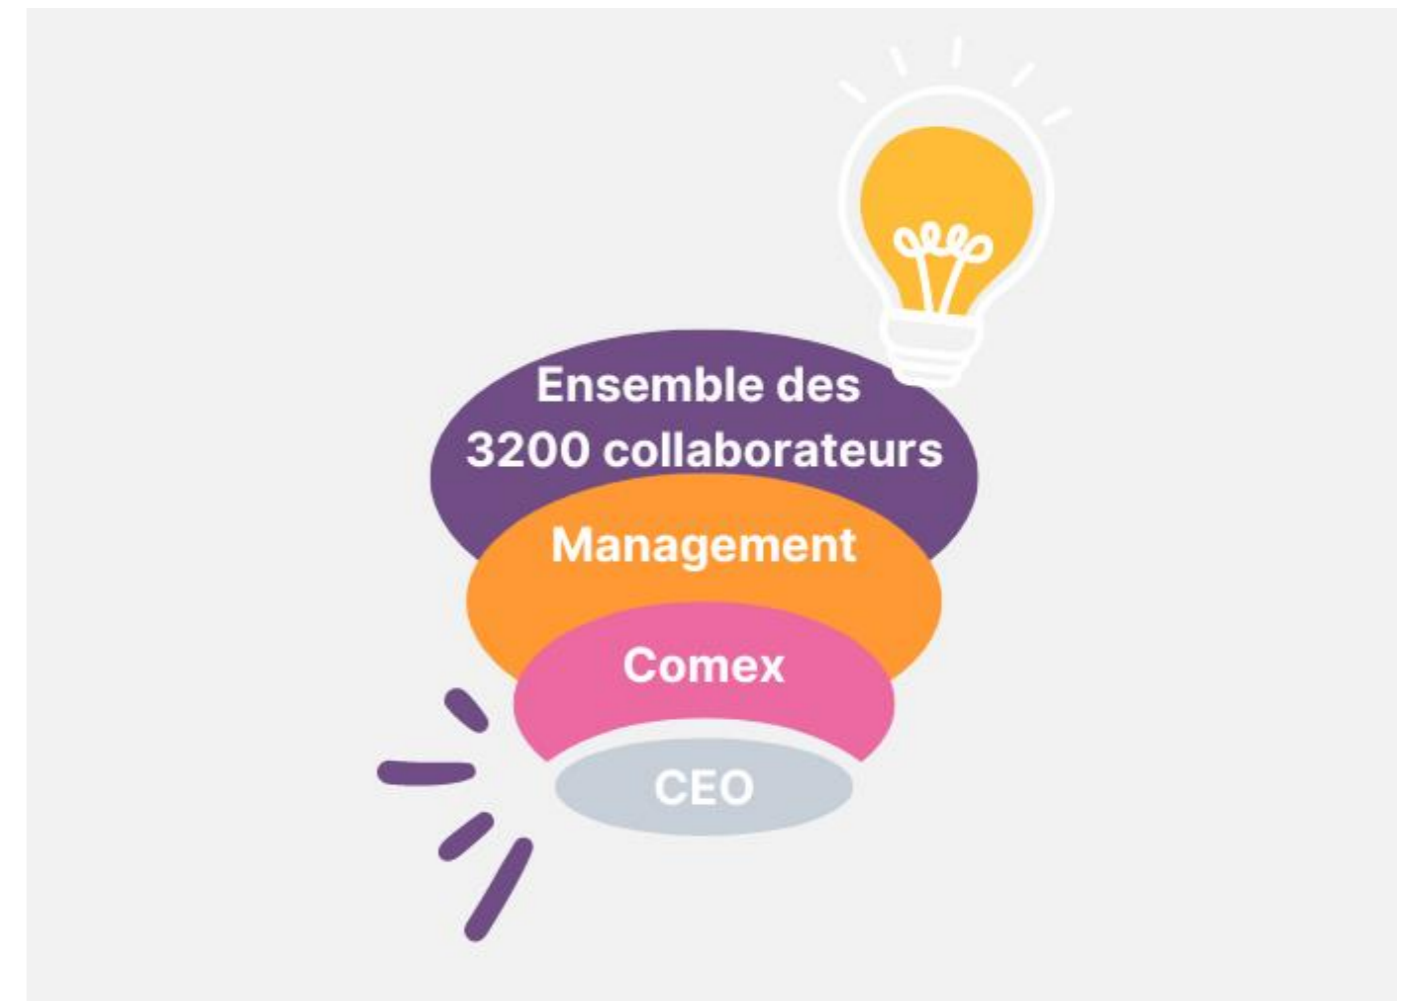 Ensemble des
3200 collaborateurs
Management
Comex
CEO